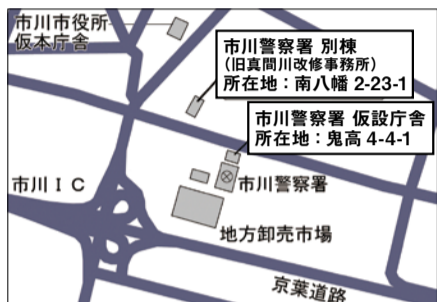 市川市役所
仮本庁舎
市川警察署 別棟
(旧真間川改修事務所)
所在地：南八幡 2-23-1
市川警察署 仮設庁舎
所在地：鬼高 4-4-1
市川ＩＣ
市川警察署
地方卸売市場
京葉道路